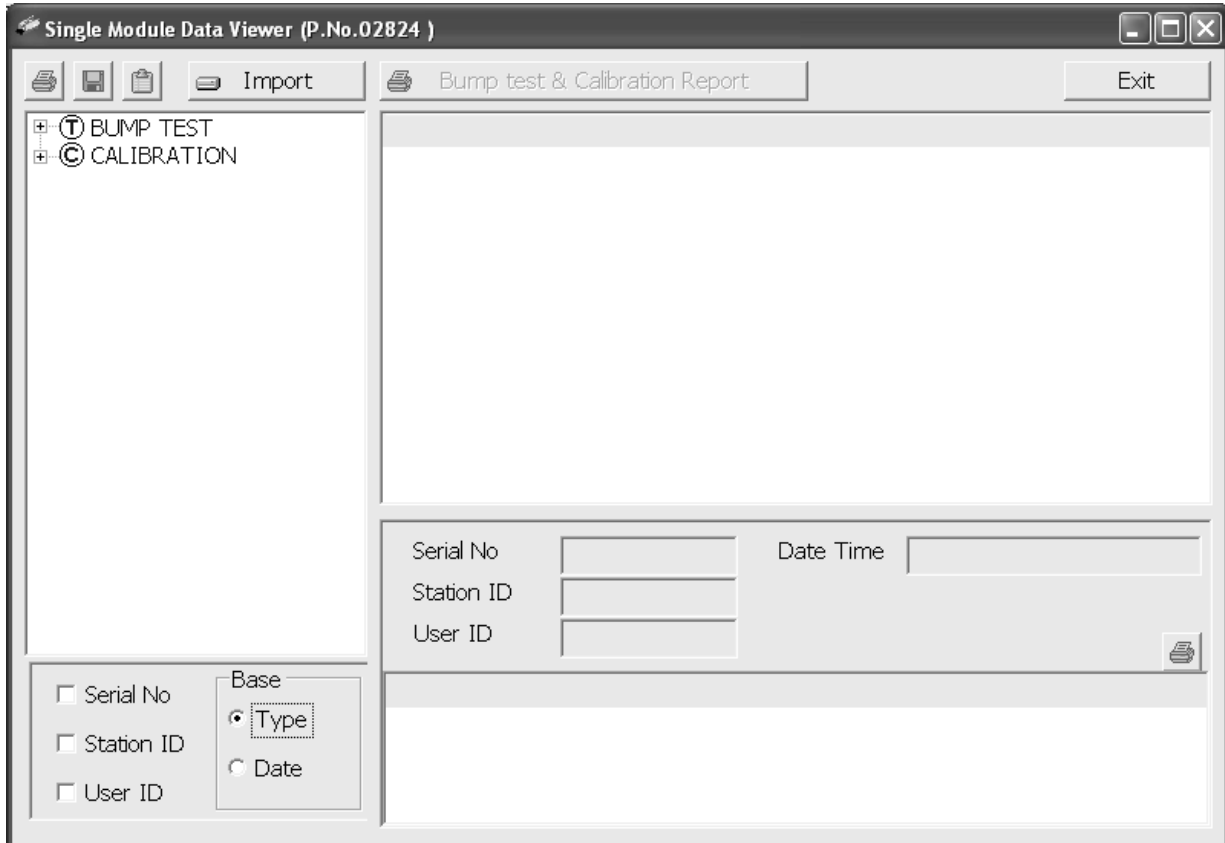 Single Module Data Viewer (P.No.02824 )
Import
Bump test & Calibration Report
Exit
T BUMP TEST
C CALIBRATION
Serial No
Date Time
Station ID
User ID
Base
Serial No
Type
Station ID
Date
User ID